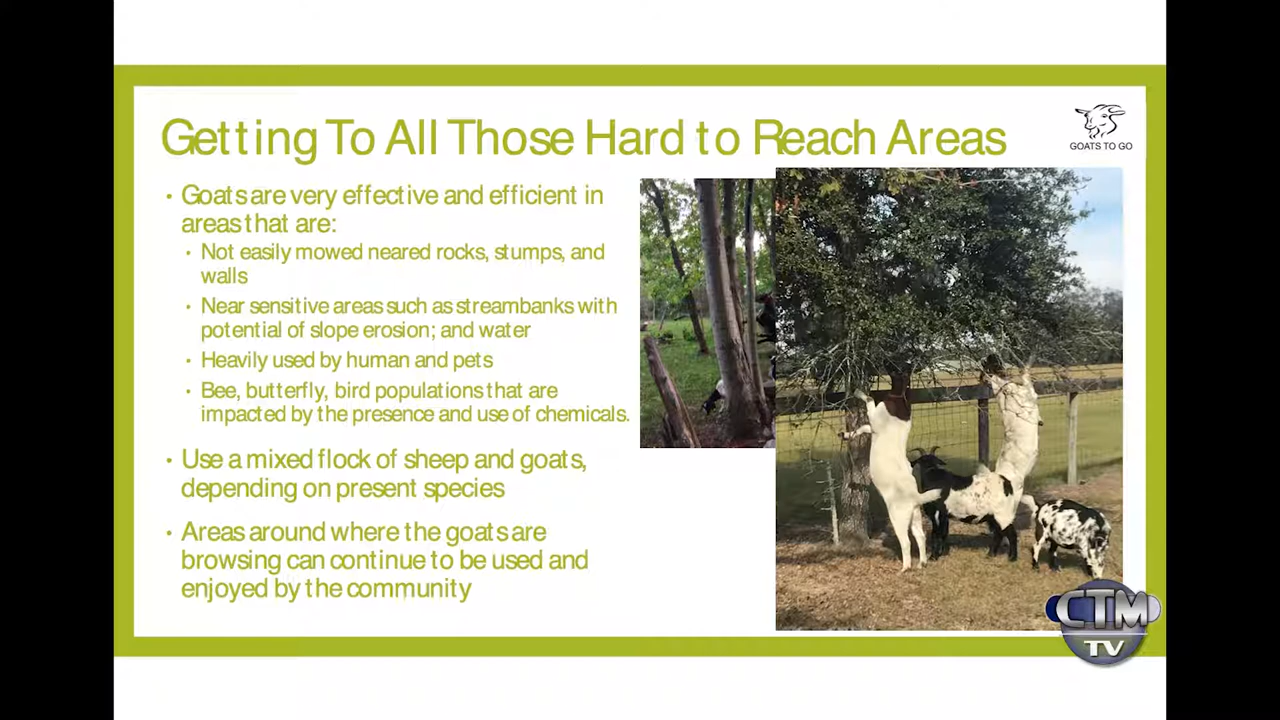 Getting To All Those Hard to Reach Areas
GOATS TO GO
• Goats are very effective and efficient in
areas that are:
• Not easily mowed neared rocks, stumps, and
walls
• Near sensitive areas such as streambanks with
potential of slope erosion; and water
• Heavily used by human and pets
• Bee, butterfly, bird populations that are
impacted by the presence and use of chemicals.
• Use a mixed flock of sheep and goats,
depending on present species
• Areas around where the goats are
browsing can continue to be used and
enjoyed by the community
CTM
TV